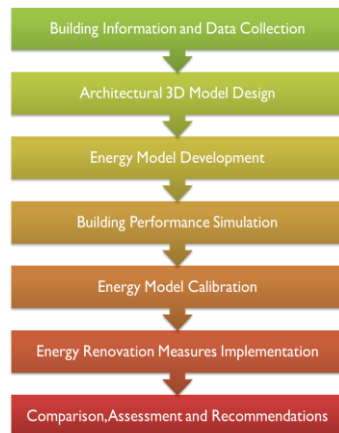 Building Information and Data Collection
Architectural 3D Model Design
Energy Model Development
Building Performance Simulation
Energy Model Calibration
Energy Renovation Measures Implementation
Comparison,Assessment and Recommendations